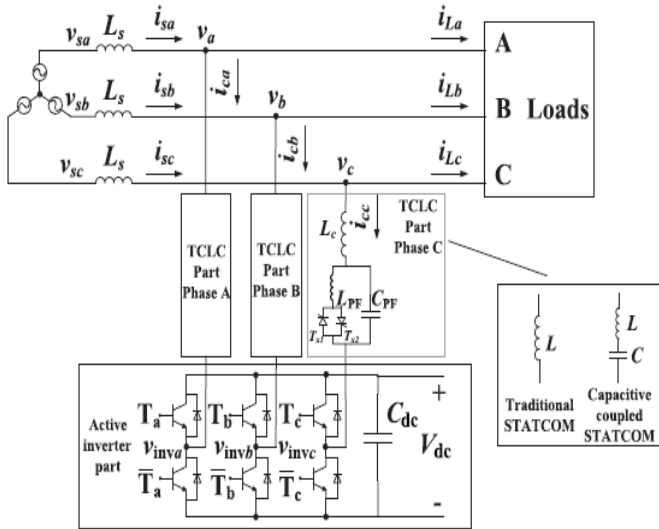 v_sa L_s i_sa v_a i_La A
i_ca
v_sb L_s i_sb v_b i_Lb B Loads
i_cb
v_sc L_s i_sc v_c i_Lc C
TCLC
Part
Phase A
TCLC
Part
Phase B
L_c i_cc
TCLC
Part
Phase C
L_PF C_PF
T_x1 T_x2
L
Traditional
STATCOM
L
C
Capacitive
coupled
STATCOM
Active
inverter
part
T_a T_b T_c
v_inva v_invb v_invc
T̅_a T̅_b T̅_c
C_dc
+
V_dc
-